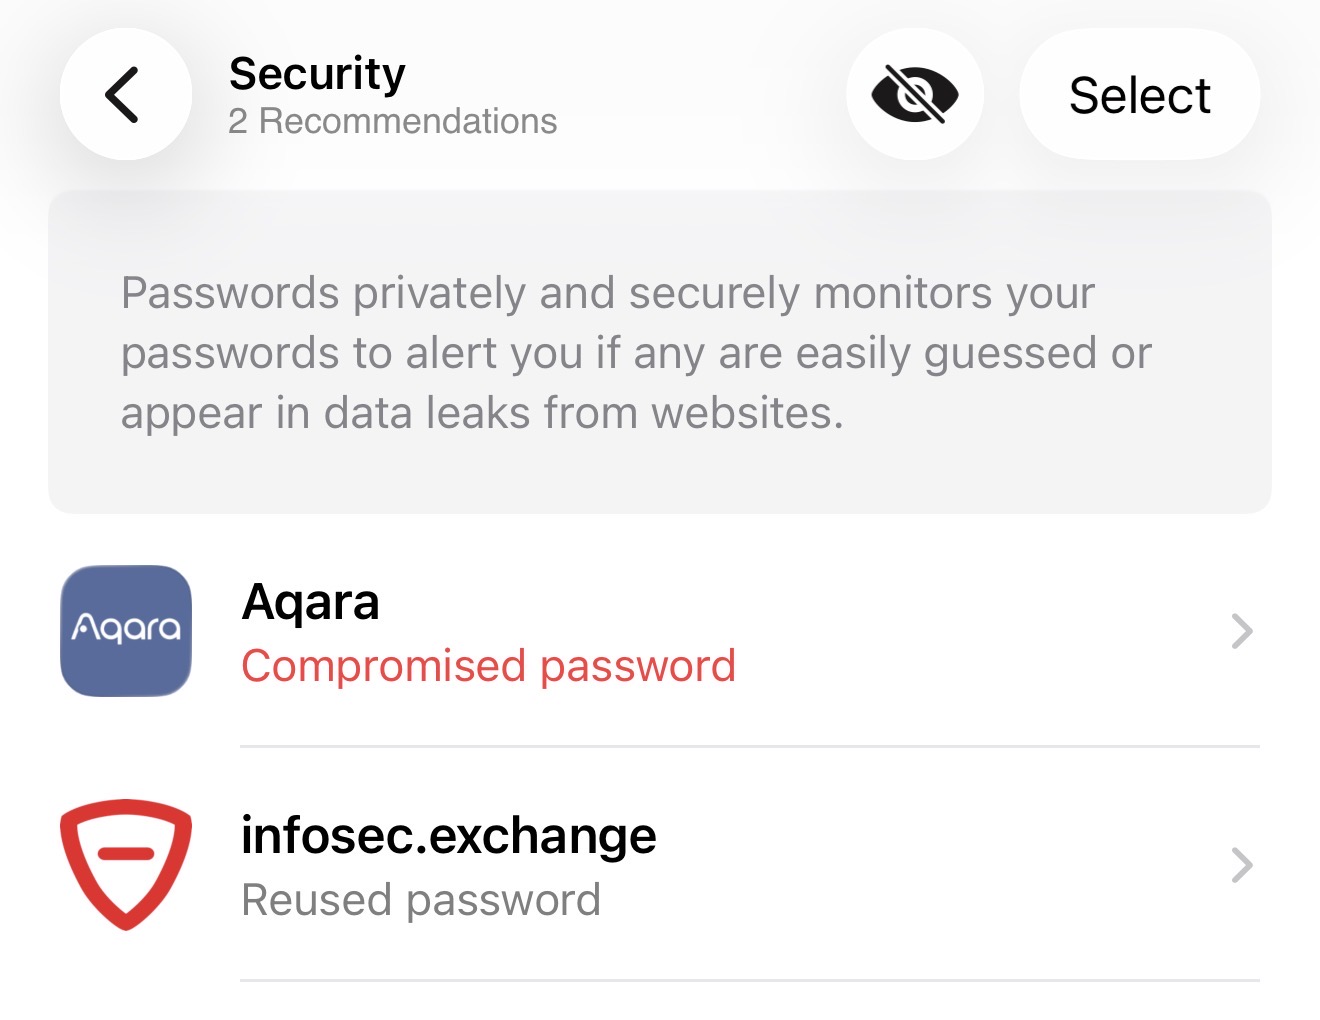 Security
2 Recommendations
Select
Passwords privately and securely monitors your
passwords to alert you if any are easily guessed or
appear in data leaks from websites.
Aqara
Aqara
Compromised password
infosec.exchange
Reused password